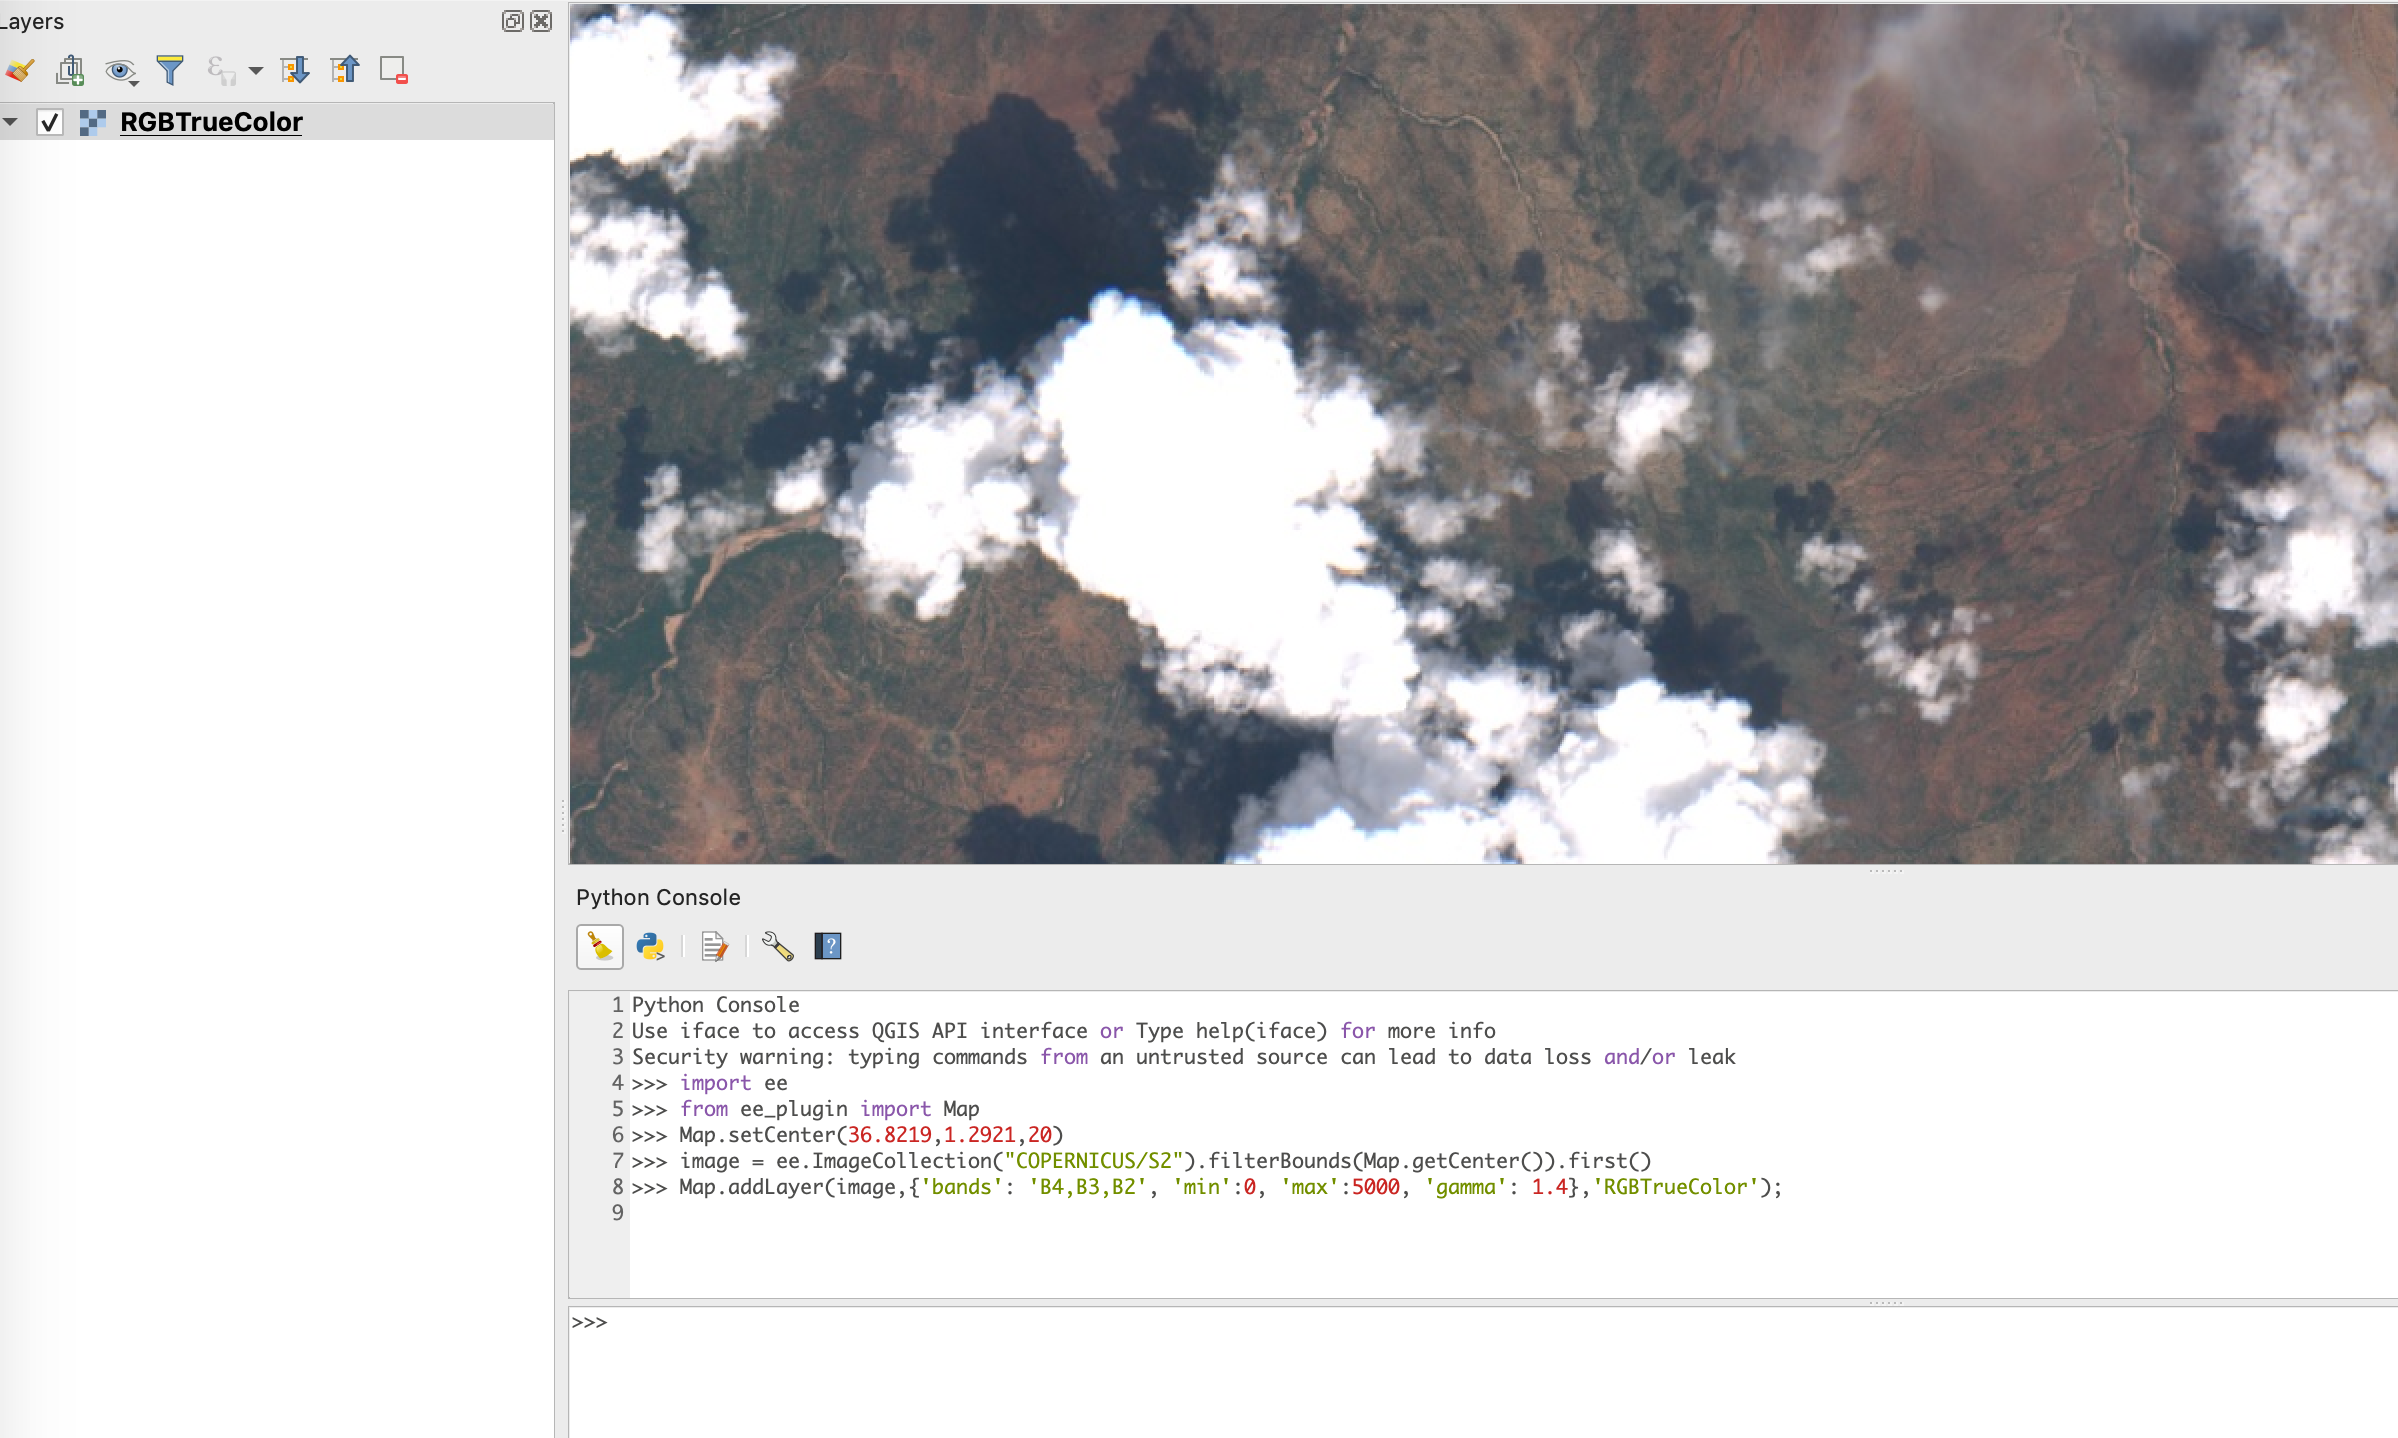 Layers
RGBTrueColor
Python Console
1 Python Console
2 Use iface to access QGIS API interface or Type help(iface) for more info
3 Security warning: typing commands from an untrusted source can lead to data loss and/or leak
4 >>> import ee
5 >>> from ee_plugin import Map
6 >>> Map.setCenter(36.8219,1.2921,20)
7 >>> image = ee.ImageCollection("COPERNICUS/S2").filterBounds(Map.getCenter()).first()
8 >>> Map.addLayer(image,{'bands': 'B4,B3,B2', 'min':0, 'max':5000, 'gamma': 1.4},'RGBTrueColor');
9
>>>